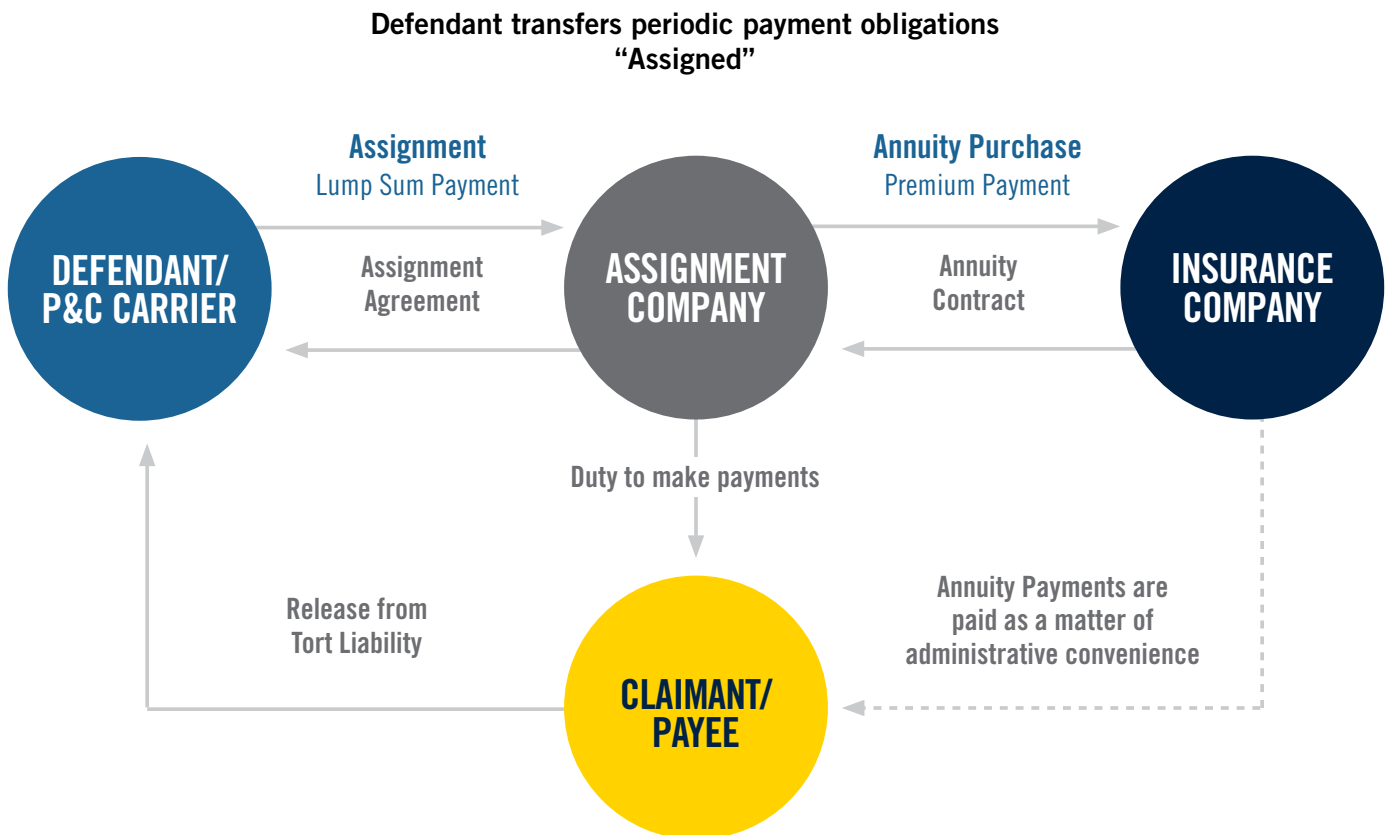 Defendant transfers periodic payment obligations
“Assigned”
Assignment
Lump Sum Payment
Annuity Purchase
Premium Payment
DEFENDANT/
P&C CARRIER
Assignment
Agreement
ASSIGNMENT
COMPANY
Annuity
Contract
INSURANCE
COMPANY
Duty to make payments
Release from
Tort Liability
Annuity Payments are
paid as a matter of
administrative convenience
CLAIMANT/
PAYEE